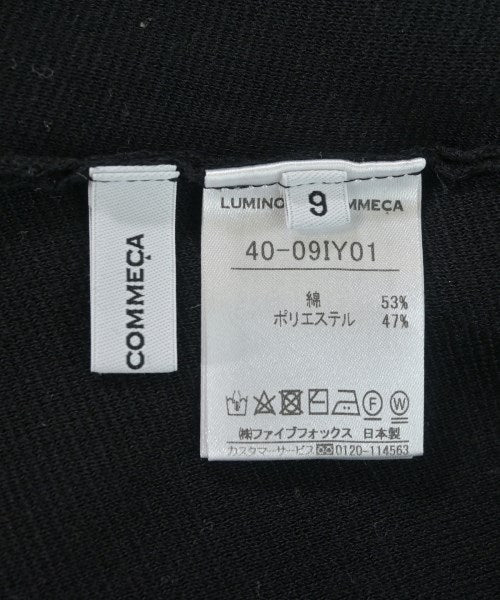 COMMEÇA
LUMINO MMEÇA
9
40-09IY01
綿 53%
ポリエステル 47%
F W
㈱ファイブフォックス 日本製
カスタマーサービス 0120-114563